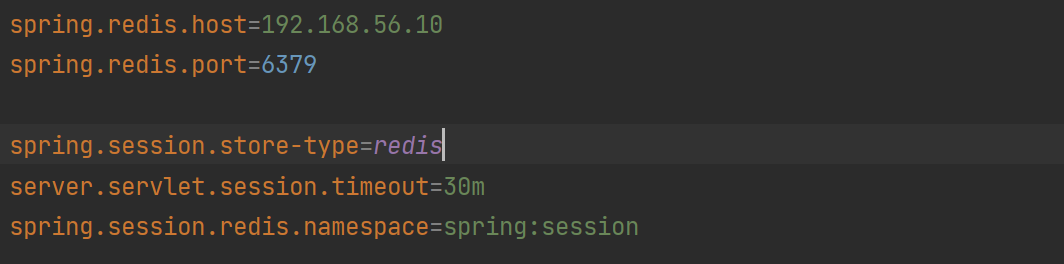 spring.redis.host=192.168.56.10
spring.redis.port=6379
spring.session.store-type=redis
server.servlet.session.timeout=30m
spring.session.redis.namespace=spring:session